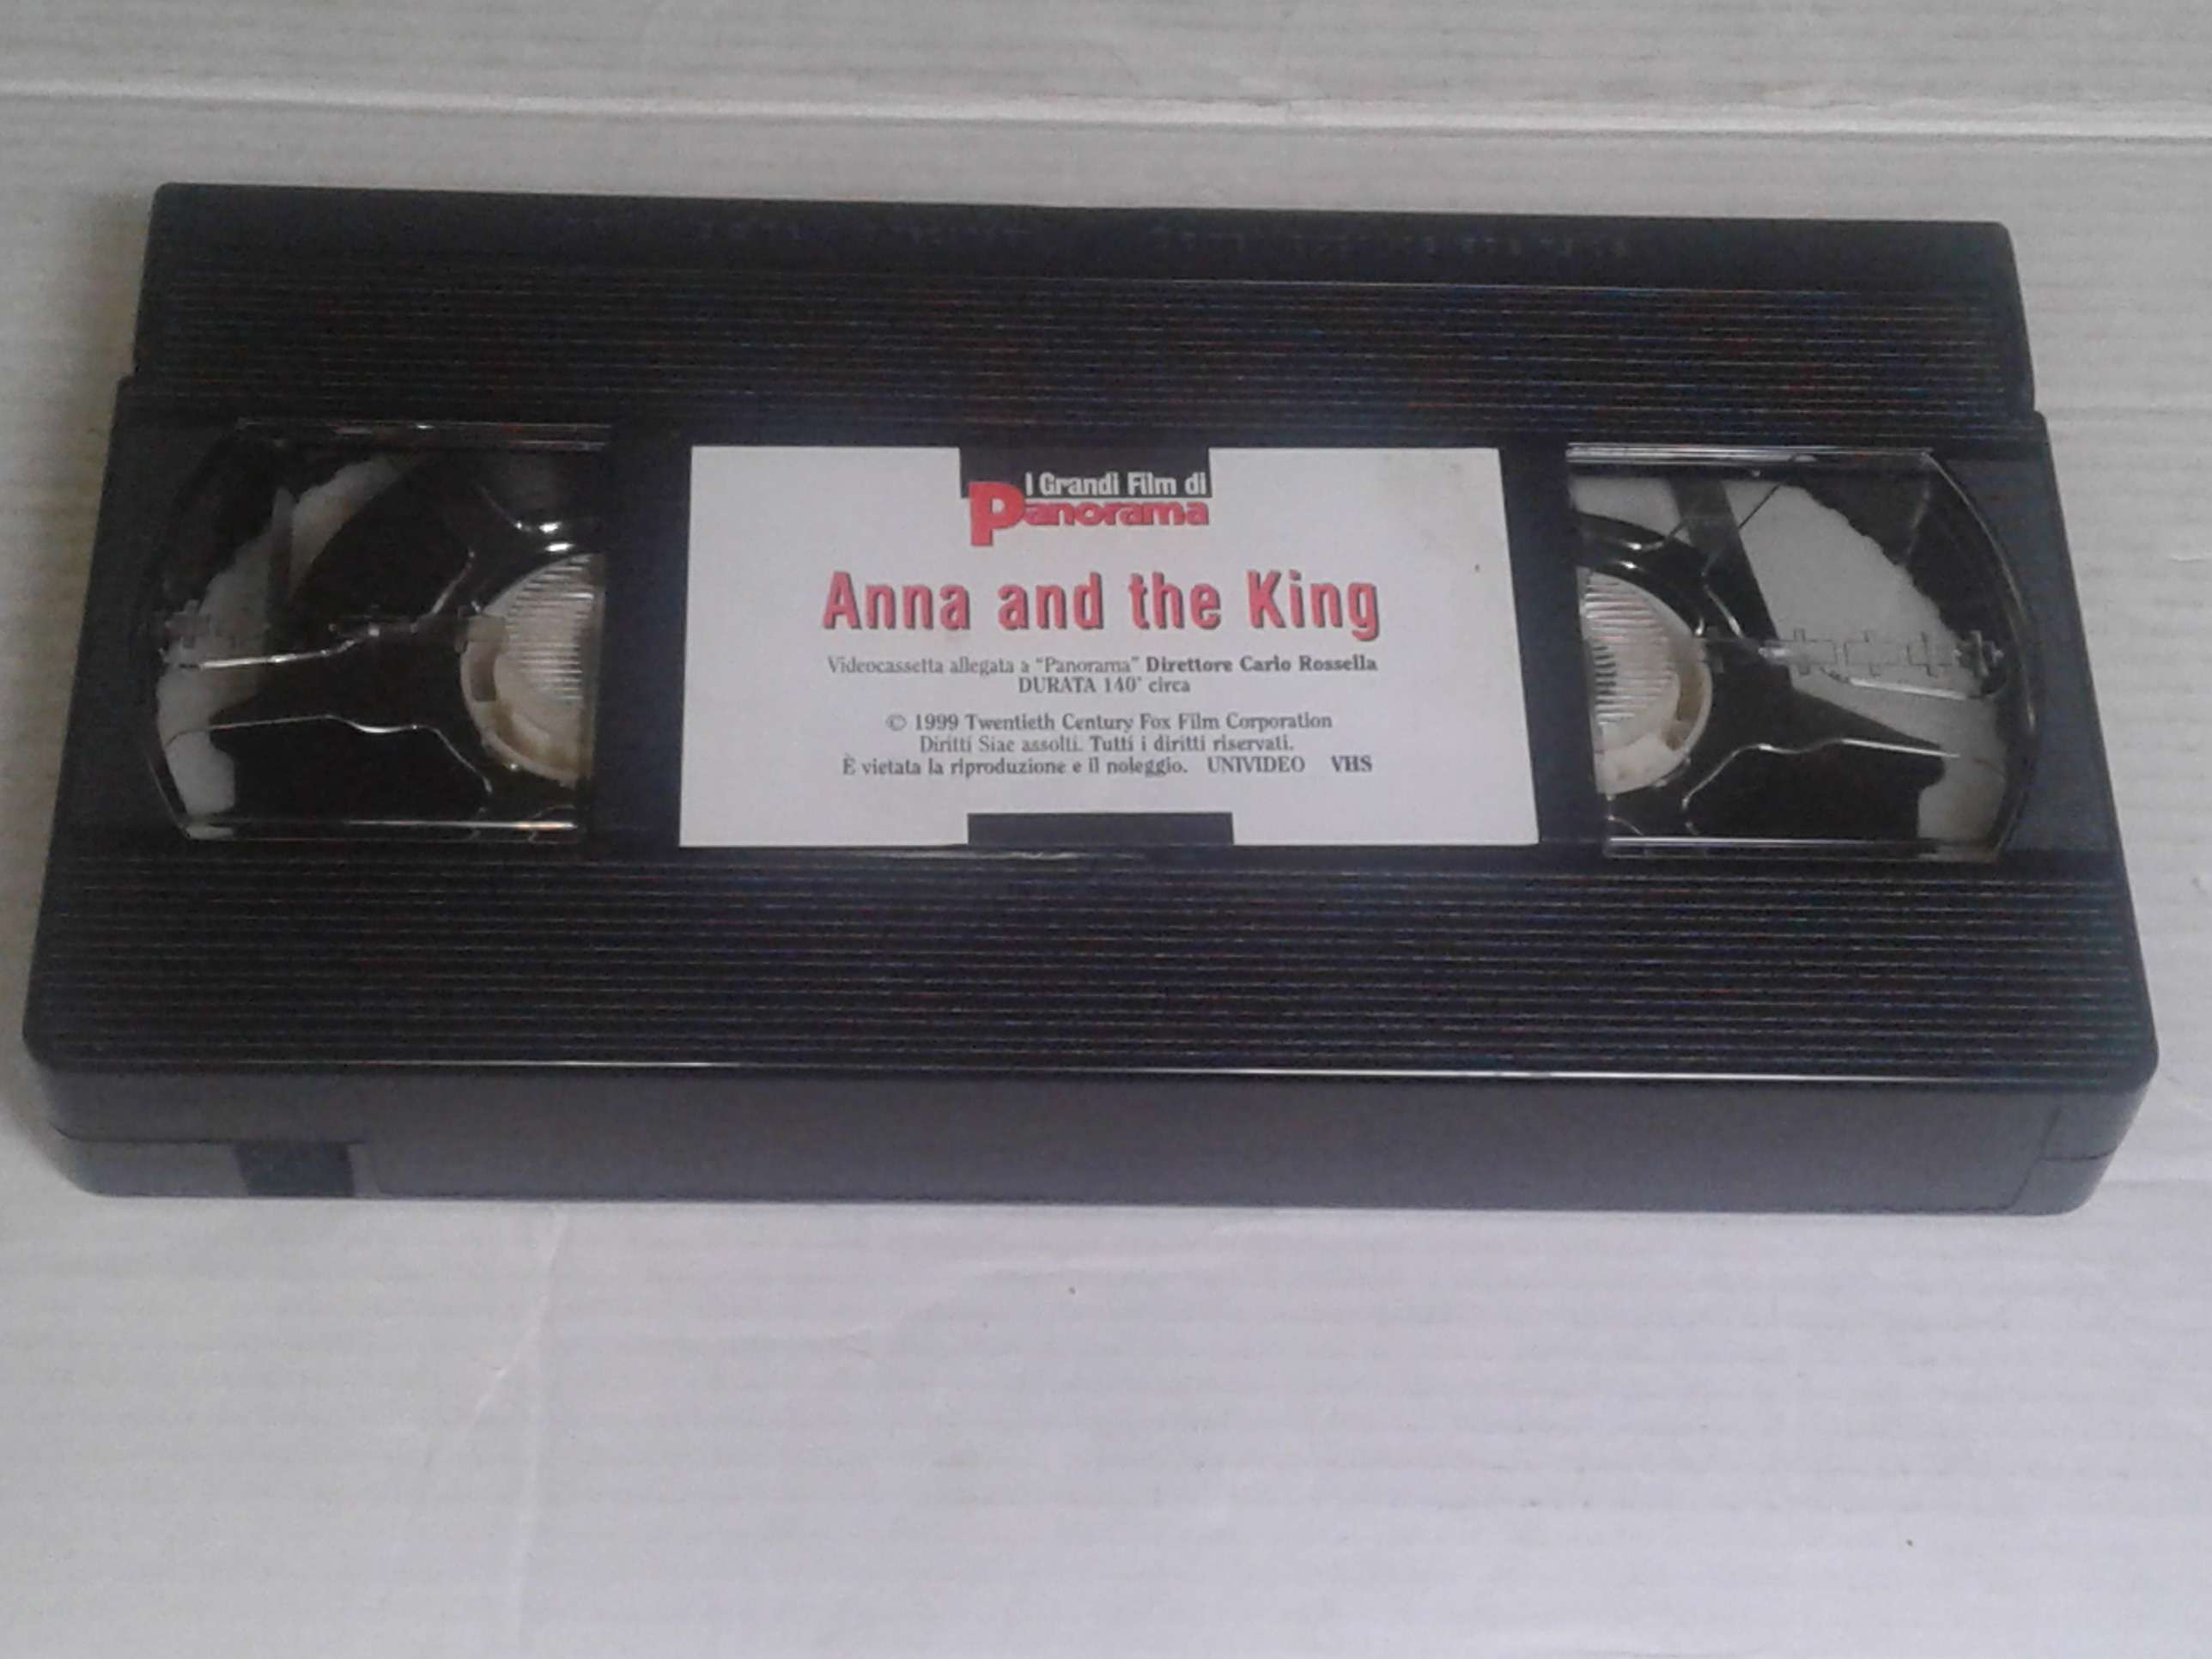 I Grandi Film di
Panorama
Anna and the King
Videocassetta allegata a "Panorama" Direttore Carlo Rossella
DURATA 140' circa
© 1999 Twentieth Century Fox Film Corporation
Diritti Siae assolti. Tutti i diritti riservati.
È vietata la riproduzione e il noleggio. UNIVIDEO VHS